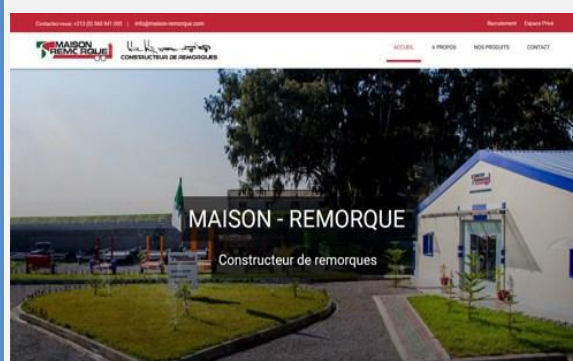 Contactez-nous: +213 (0) 560 941 000 | info@maison-remorque.com
Recrutement Espace Privé
MAISON
REMORQUE
CONSTRUCTEUR DE REMORQUES
ACCUEIL A PROPOS NOS PRODUITS CONTACT
MAISON - REMORQUE
Constructeur de remorques